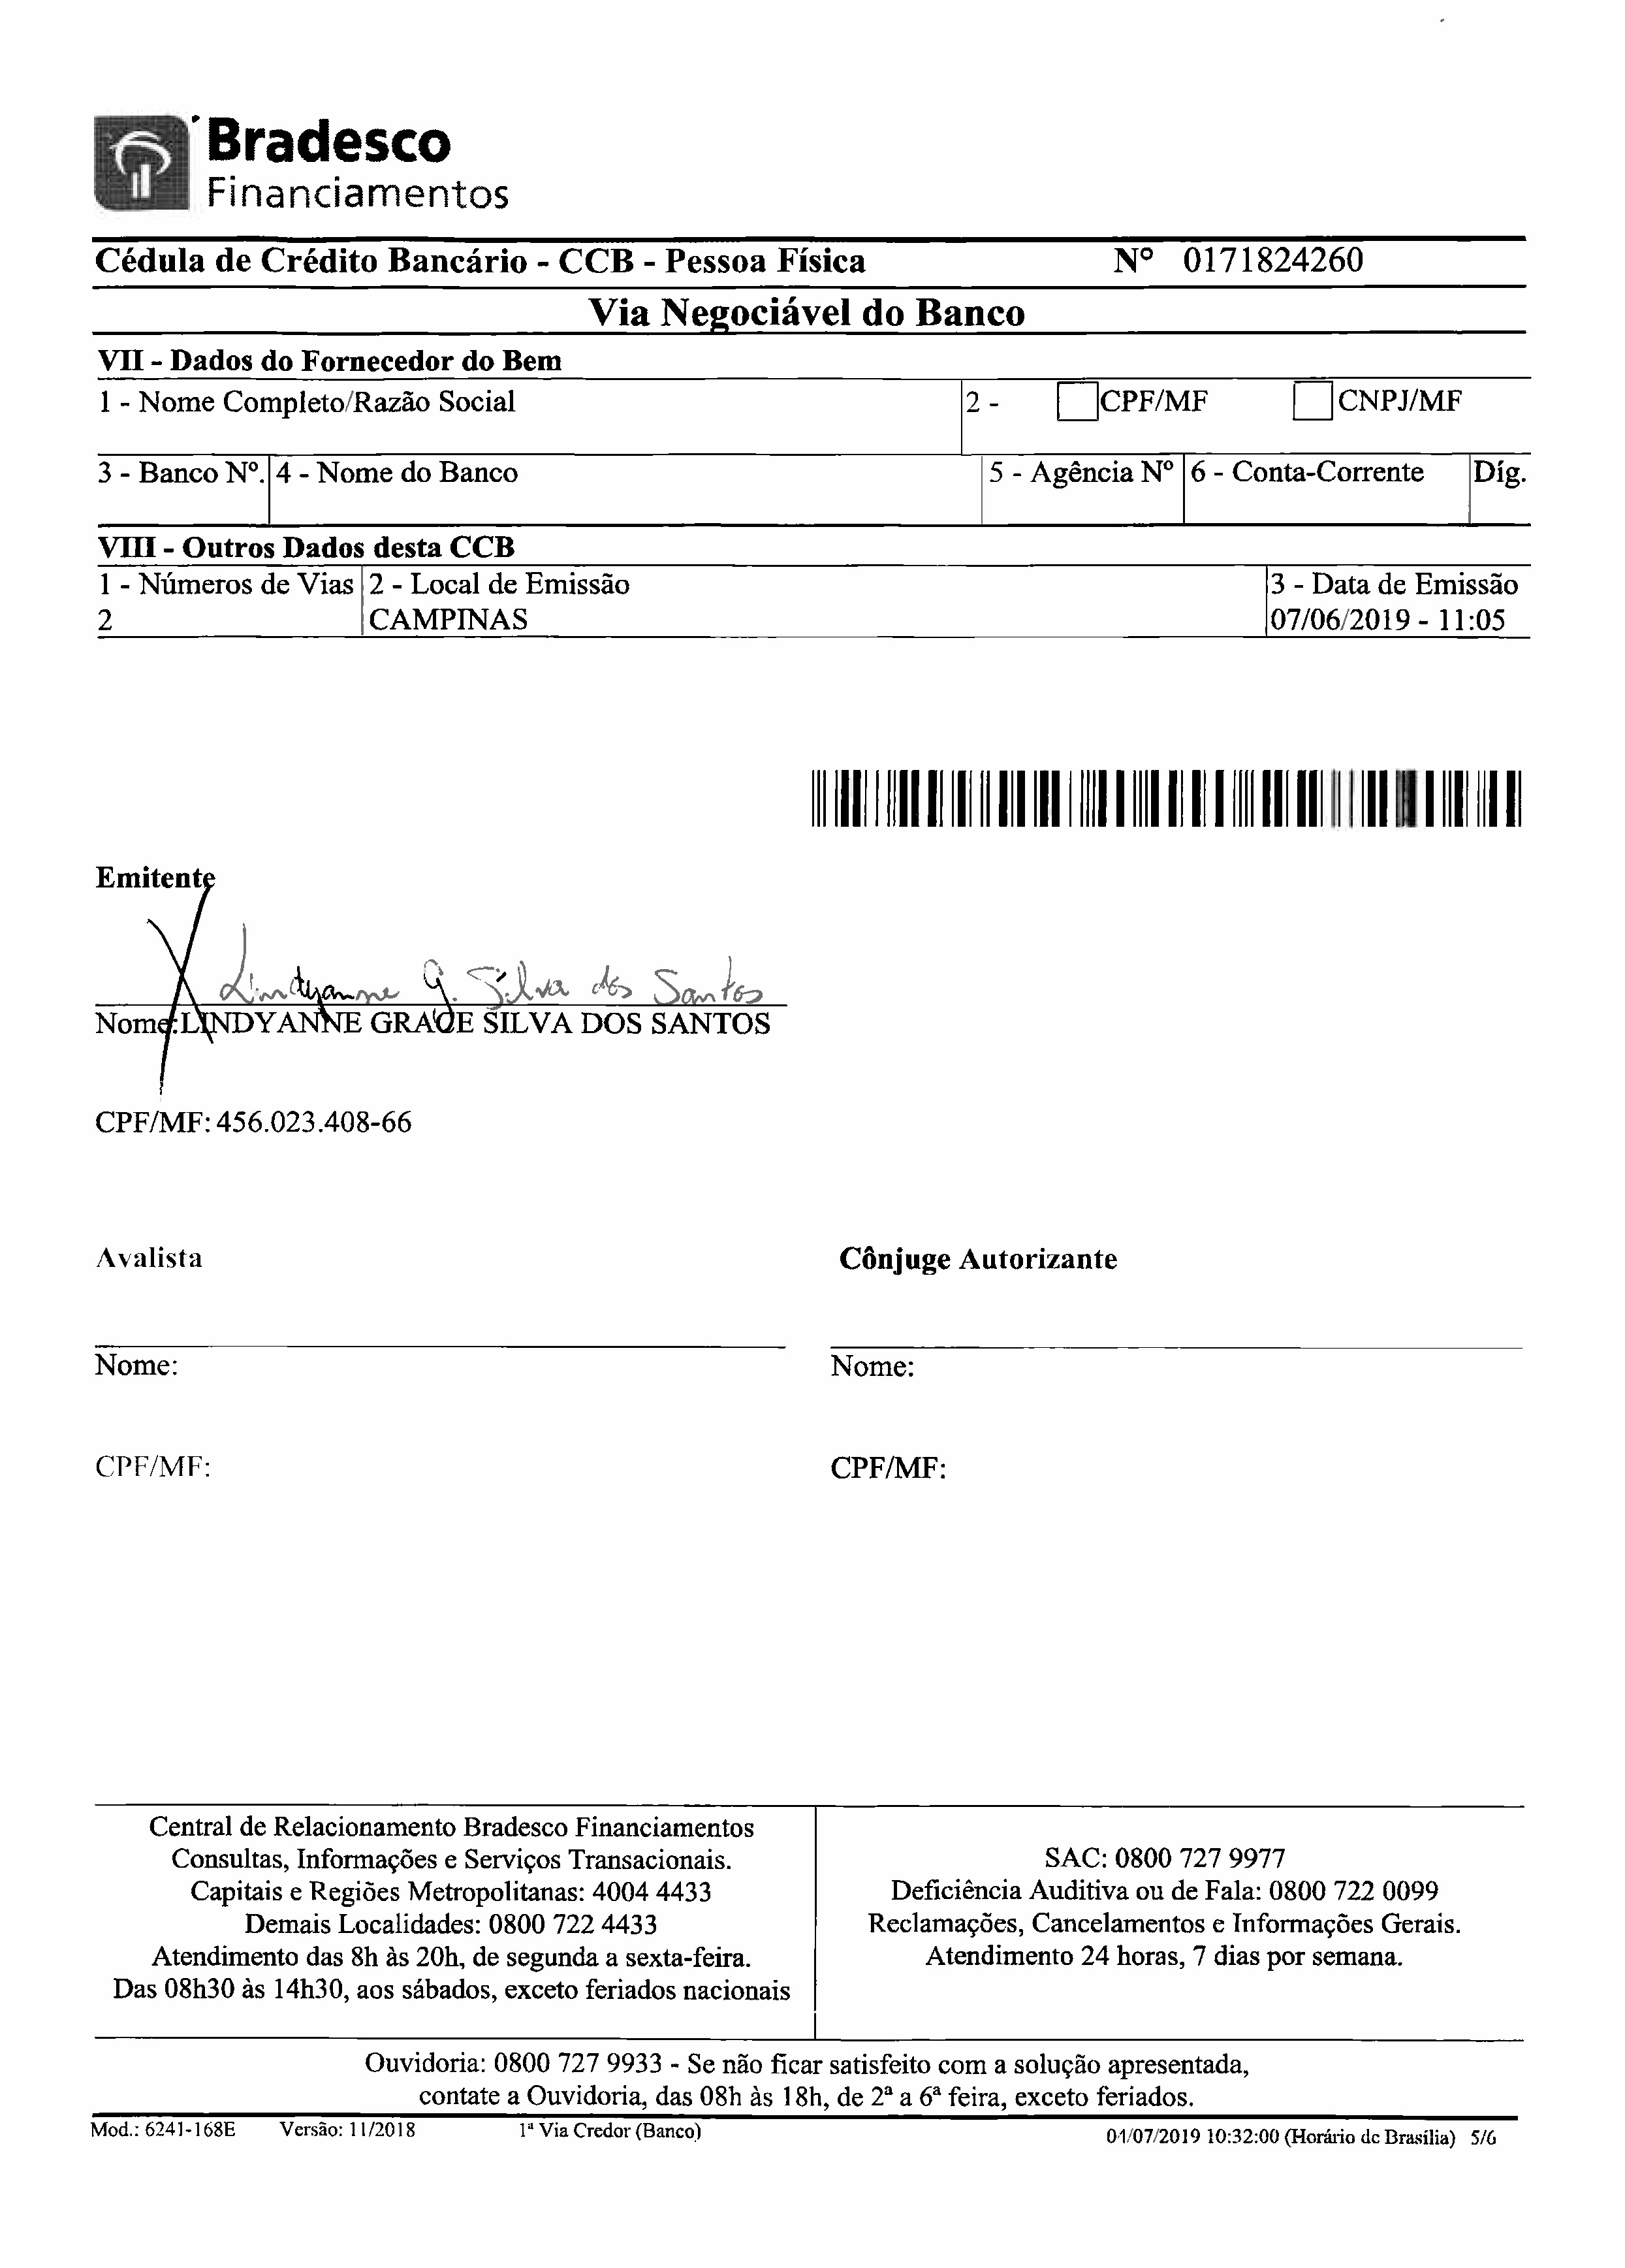 Bradesco
Financiamentos
Cédula de Crédito Bancário - CCB - Pessoa Física Nº 0171824260
Via Negociável do Banco
VII - Dados do Fornecedor do Bem
1 - Nome Completo/Razão Social 2 - CPF/MF CNPJ/MF
3 - Banco Nº. 4 - Nome do Banco 5 - Agência Nº 6 - Conta-Corrente Díg.
VIII - Outros Dados desta CCB
1 - Números de Vias 2 - Local de Emissão 3 - Data de Emissão
2 CAMPINAS 07/06/2019 - 11:05
Emitente
Lindyanne G. Silva dos Santos
Nome:LINDYANNE GRACE SILVA DOS SANTOS
CPF/MF: 456.023.408-66
Avalista Cônjuge Autorizante
Nome: Nome:
CPF/MF: CPF/MF:
Central de Relacionamento Bradesco Financiamentos
Consultas, Informações e Serviços Transacionais.
Capitais e Regiões Metropolitanas: 4004 4433
Demais Localidades: 0800 722 4433
Atendimento das 8h às 20h, de segunda a sexta-feira.
Das 08h30 às 14h30, aos sábados, exceto feriados nacionais
SAC: 0800 727 9977
Deficiência Auditiva ou de Fala: 0800 722 0099
Reclamações, Cancelamentos e Informações Gerais.
Atendimento 24 horas, 7 dias por semana.
Ouvidoria: 0800 727 9933 - Se não ficar satisfeito com a solução apresentada,
contate a Ouvidoria, das 08h às 18h, de 2ª a 6ª feira, exceto feriados.
Mod.: 6241-168E Versão: 11/2018 1ª Via Credor (Banco) 01/07/2019 10:32:00 (Horário de Brasília) 5/6